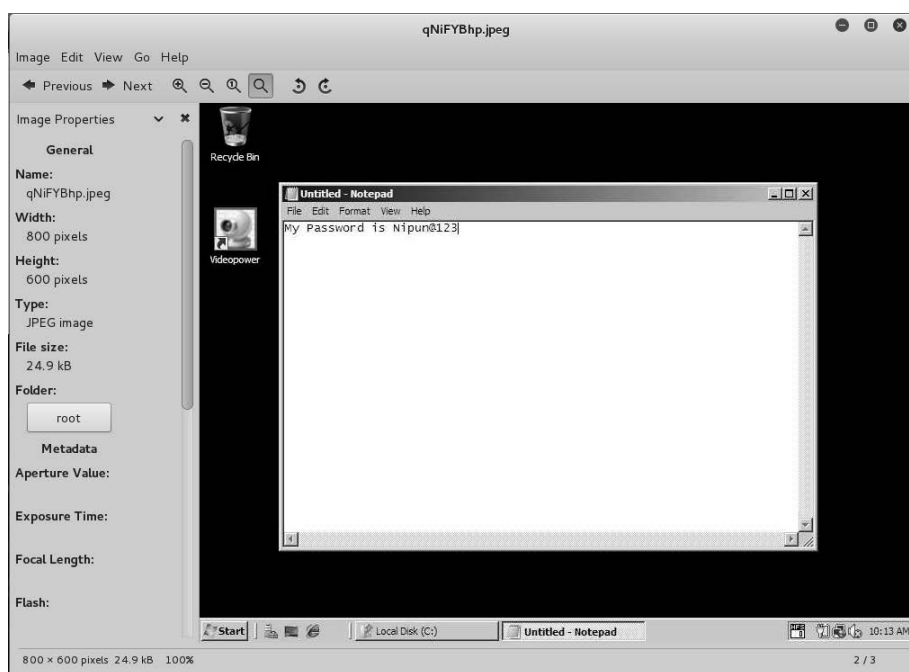 qNiFYBhp.jpeg
Image Edit View Go Help
Previous Next
Image Properties
General
Name:
qNiFYBhp.jpeg
Width:
800 pixels
Height:
600 pixels
Type:
JPEG image
File size:
24.9 kB
Folder:
root
Metadata
Aperture Value:
Exposure Time:
Focal Length:
Flash:
Recycle Bin
Videopower
Untitled - Notepad
File Edit Format View Help
My Password is Nipun@123
Start Local Disk (C:) Untitled - Notepad 10:13 AM
800 × 600 pixels 24.9 kB 100% 2 / 3